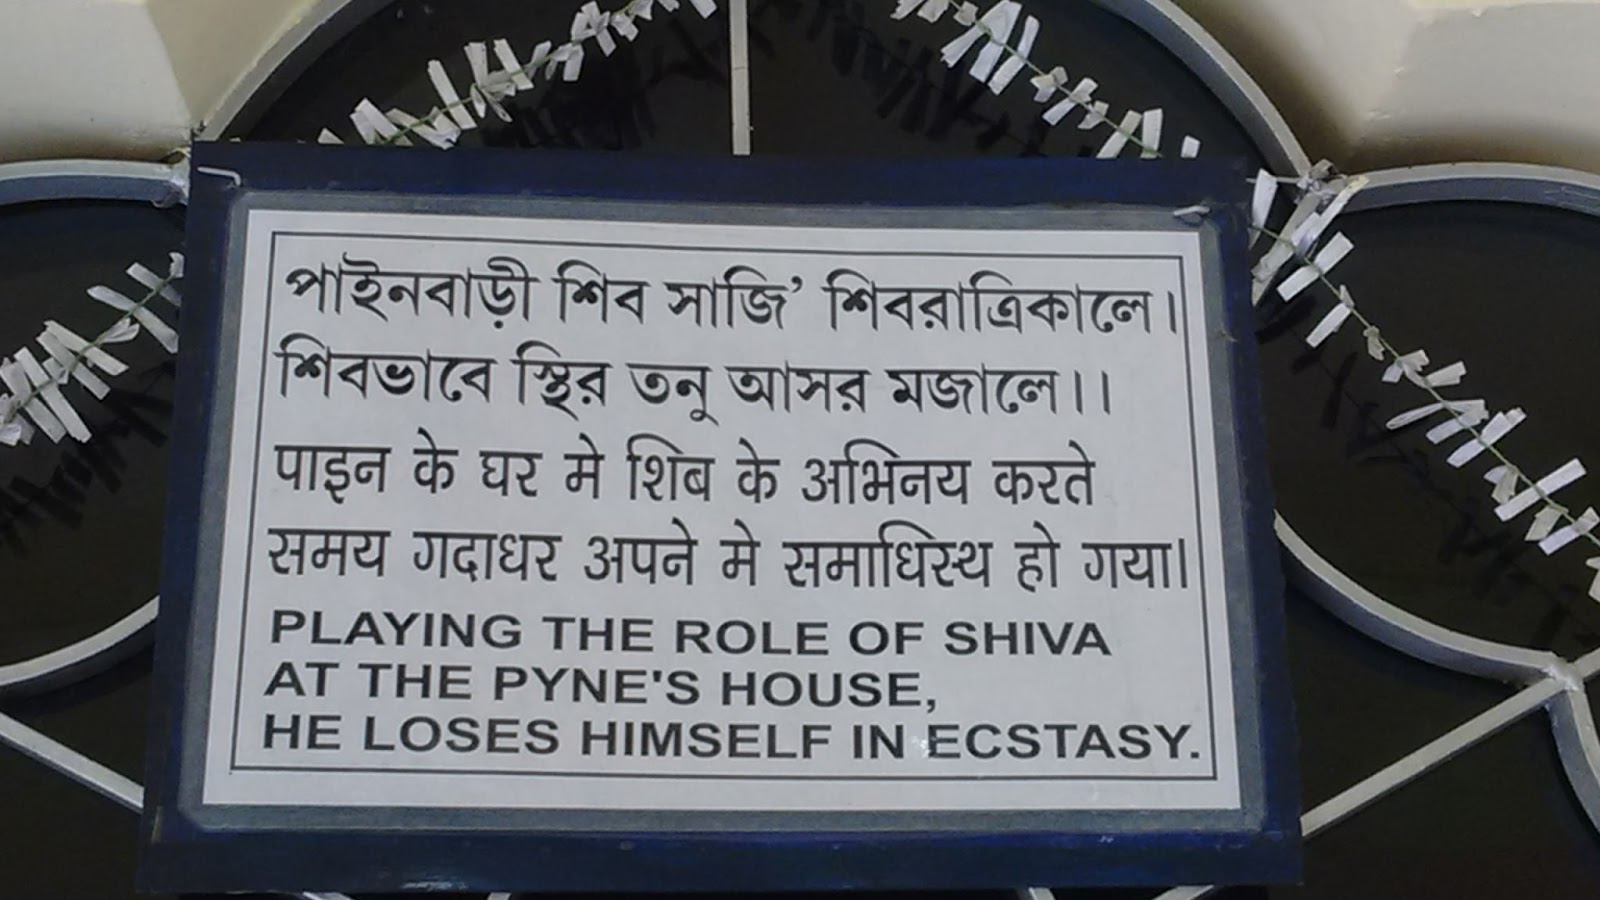 পাইনবাড়ী শিব সাজি’ শিবরাত্রিকালে।
শিবভাবে স্থির তনু আসর মজালে।।
पाइन के घर मे शिब के अभिनय करते
समय गदाधर अपने मे समाधिस्थ हो गया।
PLAYING THE ROLE OF SHIVA
AT THE PYNE'S HOUSE,
HE LOSES HIMSELF IN ECSTASY.